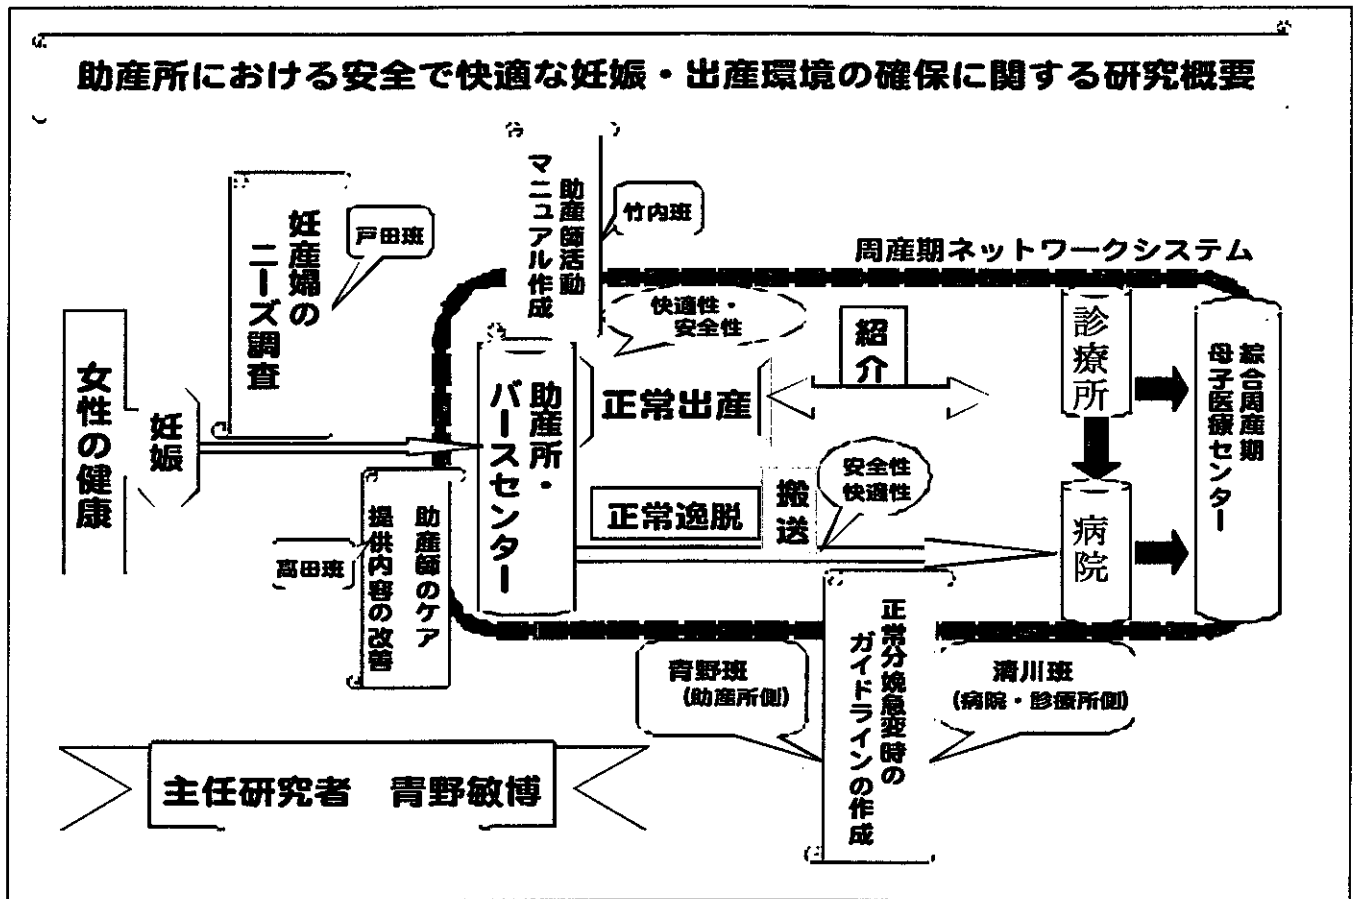 助産所における安全で快適な妊娠・出産環境の確保に関する研究概要
女性の健康
妊娠
妊産婦の
ニーズ調査
戸田班
助産師活動
マニュアル作成
竹内班
周産期ネットワークシステム
快適性・
安全性
助産所・
バースセンター
正常出産
紹介
診療所
綜合周産期
母子医療センター
正常逸脱
搬送
安全性
快適性
病院
助産師のケア
提供内容の改善
高田班
青野班
(助産所側)
正常分娩急変時の
ガイドラインの作成
清川班
(病院・診療所側)
主任研究者 青野敏博